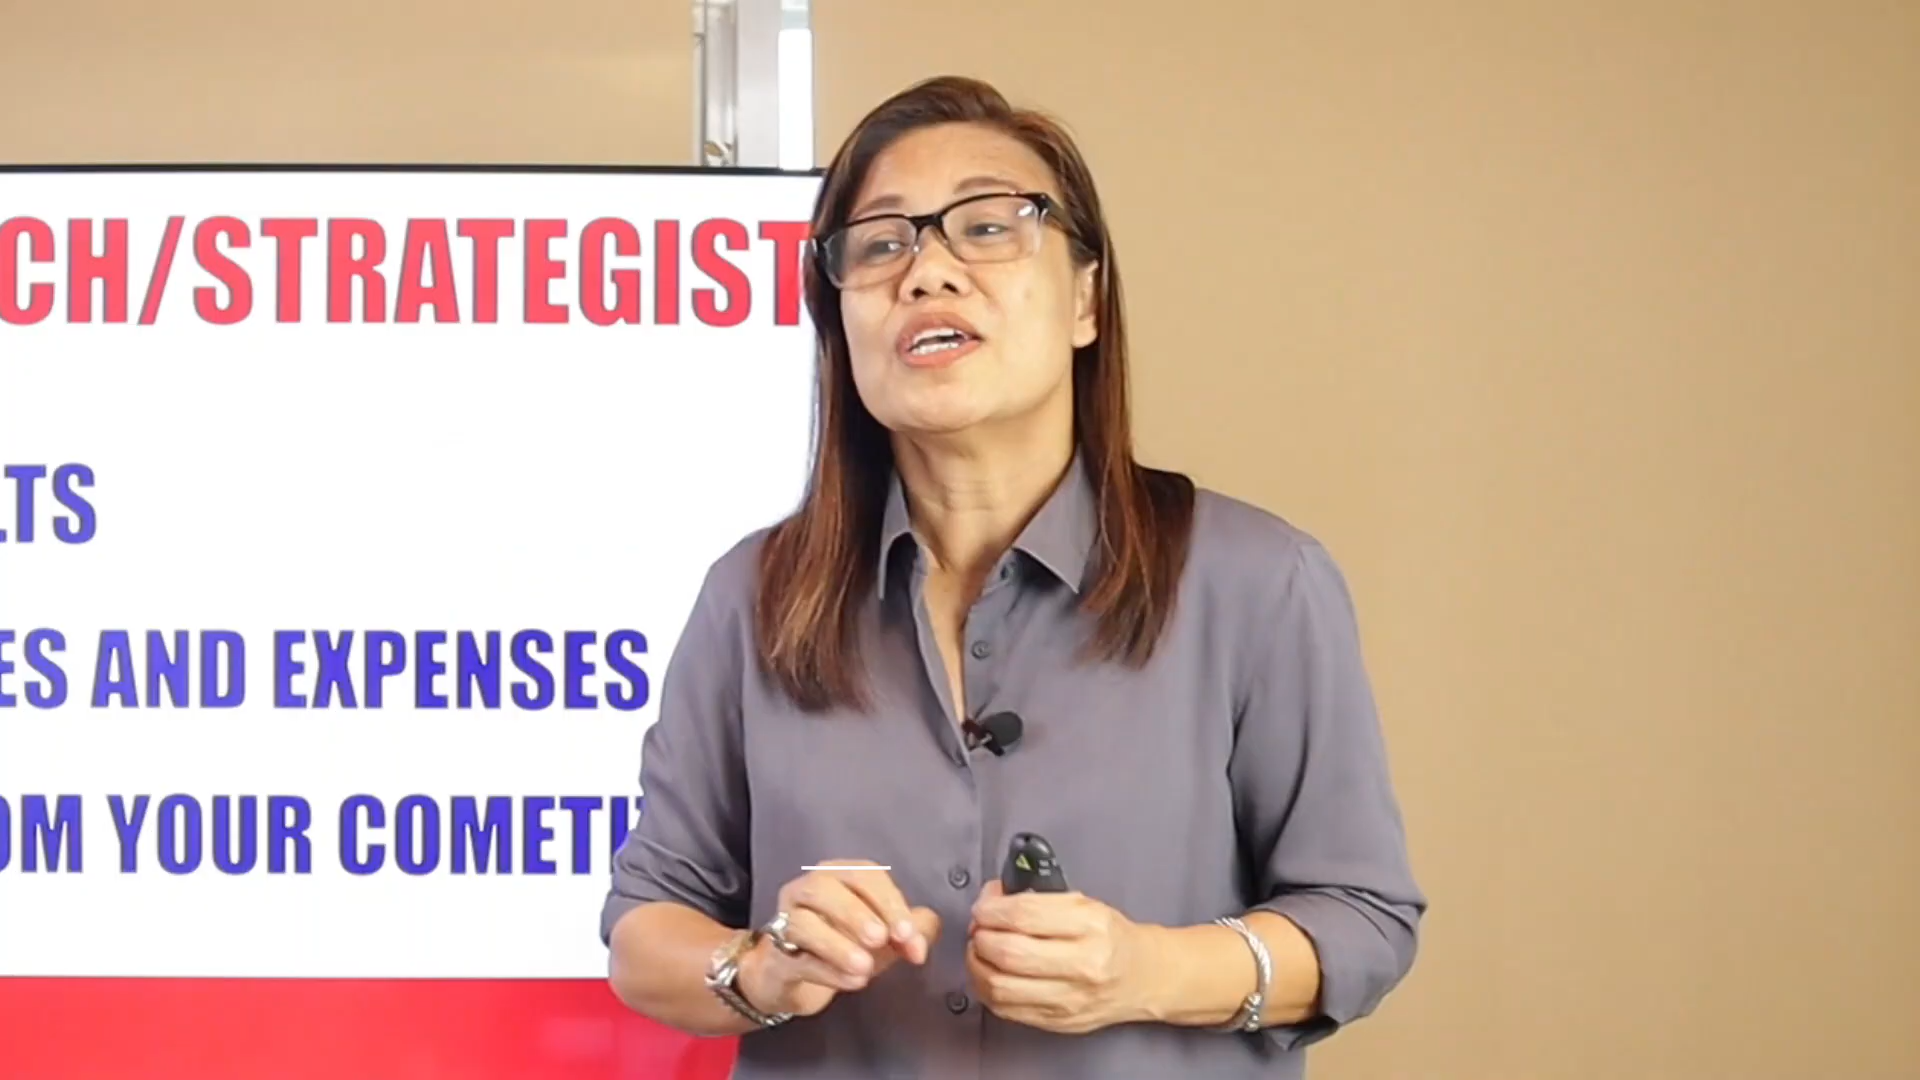 CH/STRATEGIST
LTS
ES AND EXPENSES
OM YOUR COMETI